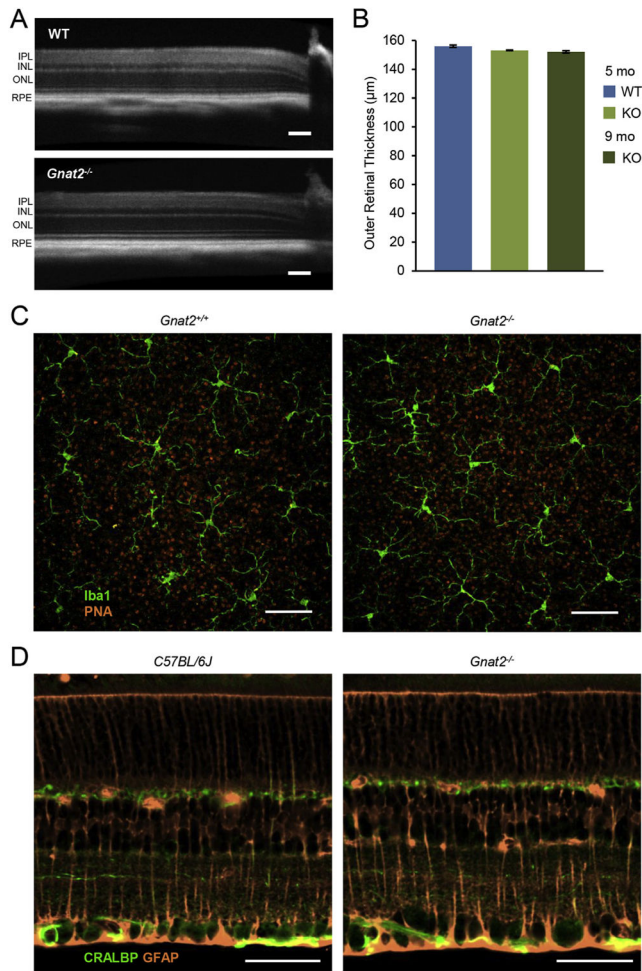 A
WT
IPL
INL
ONL
RPE
Gnat2-/-
IPL
INL
ONL
RPE
B
Outer Retinal Thickness (µm)
160
140
120
100
80
60
40
20
0
5 mo
WT
KO
9 mo
KO
C
Gnat2+/+
Gnat2-/-
Iba1
PNA
D
C57BL/6J
Gnat2-/-
CRALBP GFAP